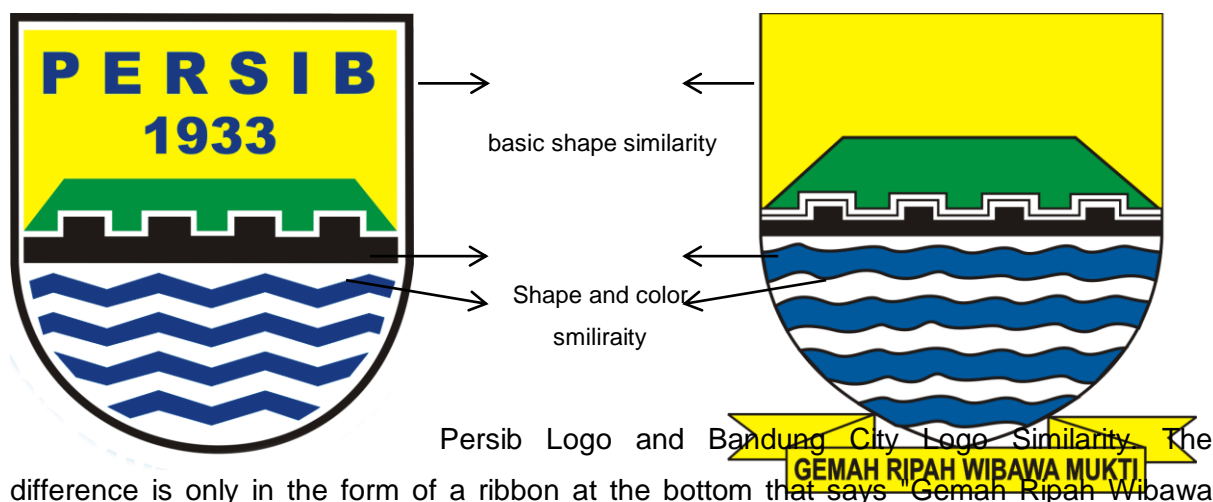 PERSIB
1933
basic shape similarity
Shape and color
smiliraity
Persib Logo and Bandung City Logo Similarity. The
GEMAH RIPAH WIBAWA MUKTI
difference is only in the form of a ribbon at the bottom that says "Gemah Ripah Wibawa